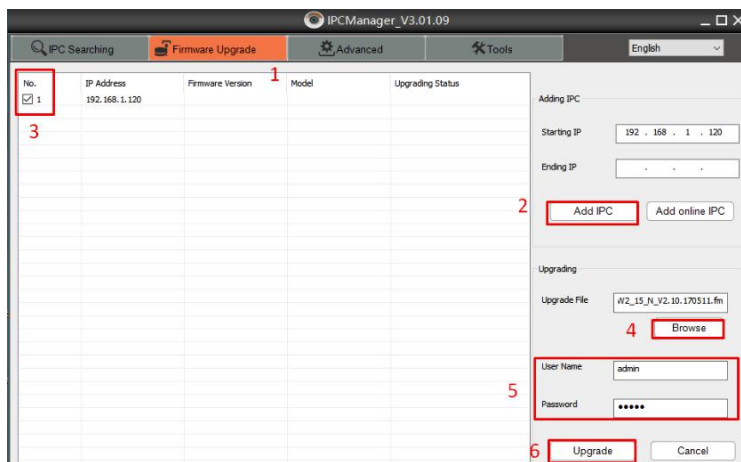 IPCManager_V3.01.09
IPC Searching Firmware Upgrade Advanced Tools English
1
No. IP Address Firmware Version Model Upgrading Status
1 192.168.1.120
3
Adding IPC
Starting IP 192 . 168 . 1 . 120
Ending IP . . .
2 Add IPC Add online IPC
Upgrading
Upgrade File W2_15_N_V2.10.170511.fm
4 Browse
User Name admin
5
Password •••••
6 Upgrade Cancel